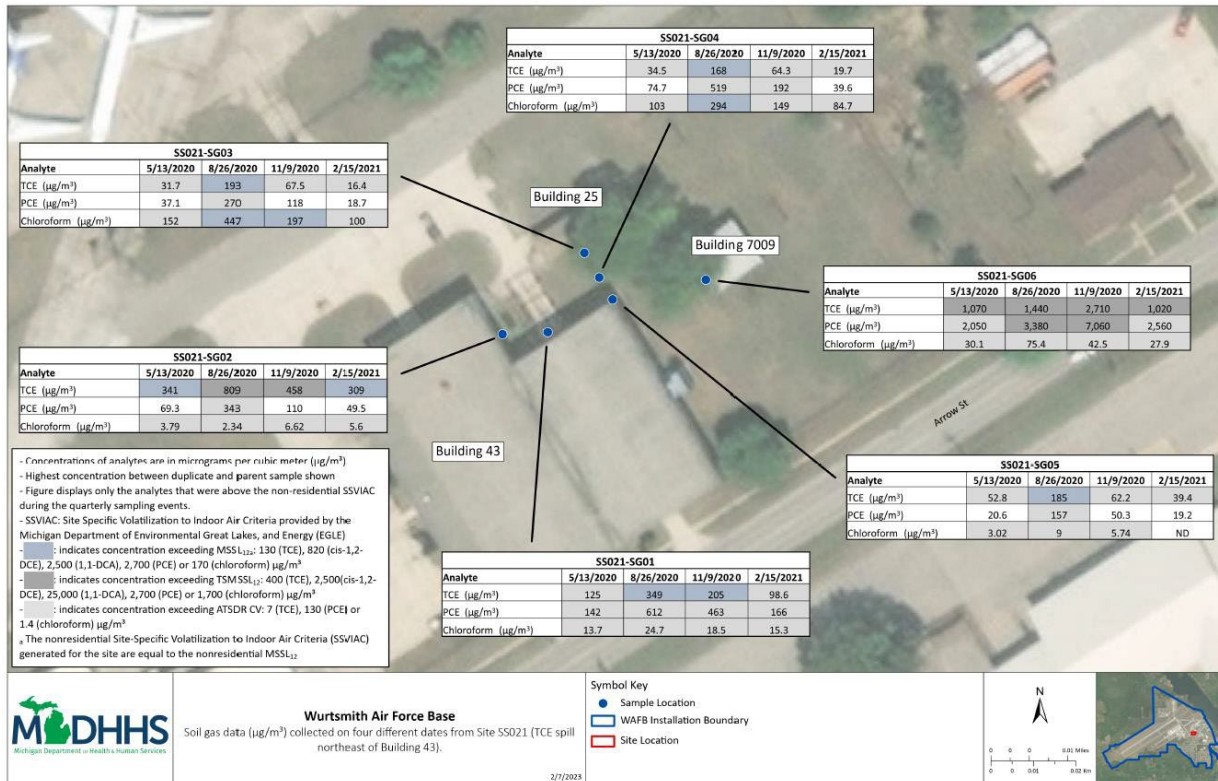 SS021-SG04
Analyte 5/13/2020 8/26/2020 11/9/2020 2/15/2021
TCE (µg/m³) 34.5 168 64.3 19.7
PCE (µg/m³) 74.7 519 192 39.6
Chloroform (µg/m³) 103 294 149 84.7
SS021-SG03
Analyte 5/13/2020 8/26/2020 11/9/2020 2/15/2021
TCE (µg/m³) 31.7 193 67.5 16.4
PCE (µg/m³) 37.1 270 118 18.7
Chloroform (µg/m³) 152 447 197 100
Building 25
Building 7009
SS021-SG06
Analyte 5/13/2020 8/26/2020 11/9/2020 2/15/2021
TCE (µg/m³) 1,070 1,440 2,710 1,020
PCE (µg/m³) 2,050 3,380 7,060 2,560
Chloroform (µg/m³) 30.1 75.4 42.5 27.9
SS021-SG02
Analyte 5/13/2020 8/26/2020 11/9/2020 2/15/2021
TCE (µg/m³) 341 809 458 309
PCE (µg/m³) 69.3 343 110 49.5
Chloroform (µg/m³) 3.79 2.34 6.62 5.6
Arrow St
Building 43
- Concentrations of analytes are in micrograms per cubic meter (µg/m³)
- Highest concentration between duplicate and parent sample shown
- Figure displays only the analytes that were above the non-residential SSVIAC
during the quarterly sampling events.
- SSVIAC: Site Specific Volatilization to Indoor Air Criteria provided by the
Michigan Department of Environmental Great Lakes, and Energy (EGLE)
- : indicates concentration exceeding MSSL₁₂ₐ: 130 (TCE), 820 (cis-1,2-
DCE), 2,500 (1,1-DCA), 2,700 (PCE) or 170 (chloroform) µg/m³
- : indicates concentration exceeding TSMSSL₁₂: 400 (TCE), 2,500(cis-1,2-
DCE), 25,000 (1,1-DCA), 2,700 (PCE) or 1,700 (chloroform) µg/m³
- : indicates concentration exceeding ATSDR CV: 7 (TCE), 130 (PCE) or
1.4 (chloroform) µg/m³
ₐ The nonresidential Site-Specific Volatilization to Indoor Air Criteria (SSVIAC)
generated for the site are equal to the nonresidential MSSL₁₂
SS021-SG05
Analyte 5/13/2020 8/26/2020 11/9/2020 2/15/2021
TCE (µg/m³) 52.8 185 62.2 39.4
PCE (µg/m³) 20.6 157 50.3 19.2
Chloroform (µg/m³) 3.02 9 5.74 ND
SS021-SG01
Analyte 5/13/2020 8/26/2020 11/9/2020 2/15/2021
TCE (µg/m³) 125 349 205 98.6
PCE (µg/m³) 142 612 463 166
Chloroform (µg/m³) 13.7 24.7 18.5 15.3
MDHHS
Michigan Department of Health & Human Services
Wurtsmith Air Force Base
Soil gas data (µg/m³) collected on four different dates from Site SS021 (TCE spill
northeast of Building 43).
2/7/2023
Symbol Key
Sample Location
WAFB Installation Boundary
Site Location
N
0 0 0 0.01 Miles
0 0 0.01 0.02 Km